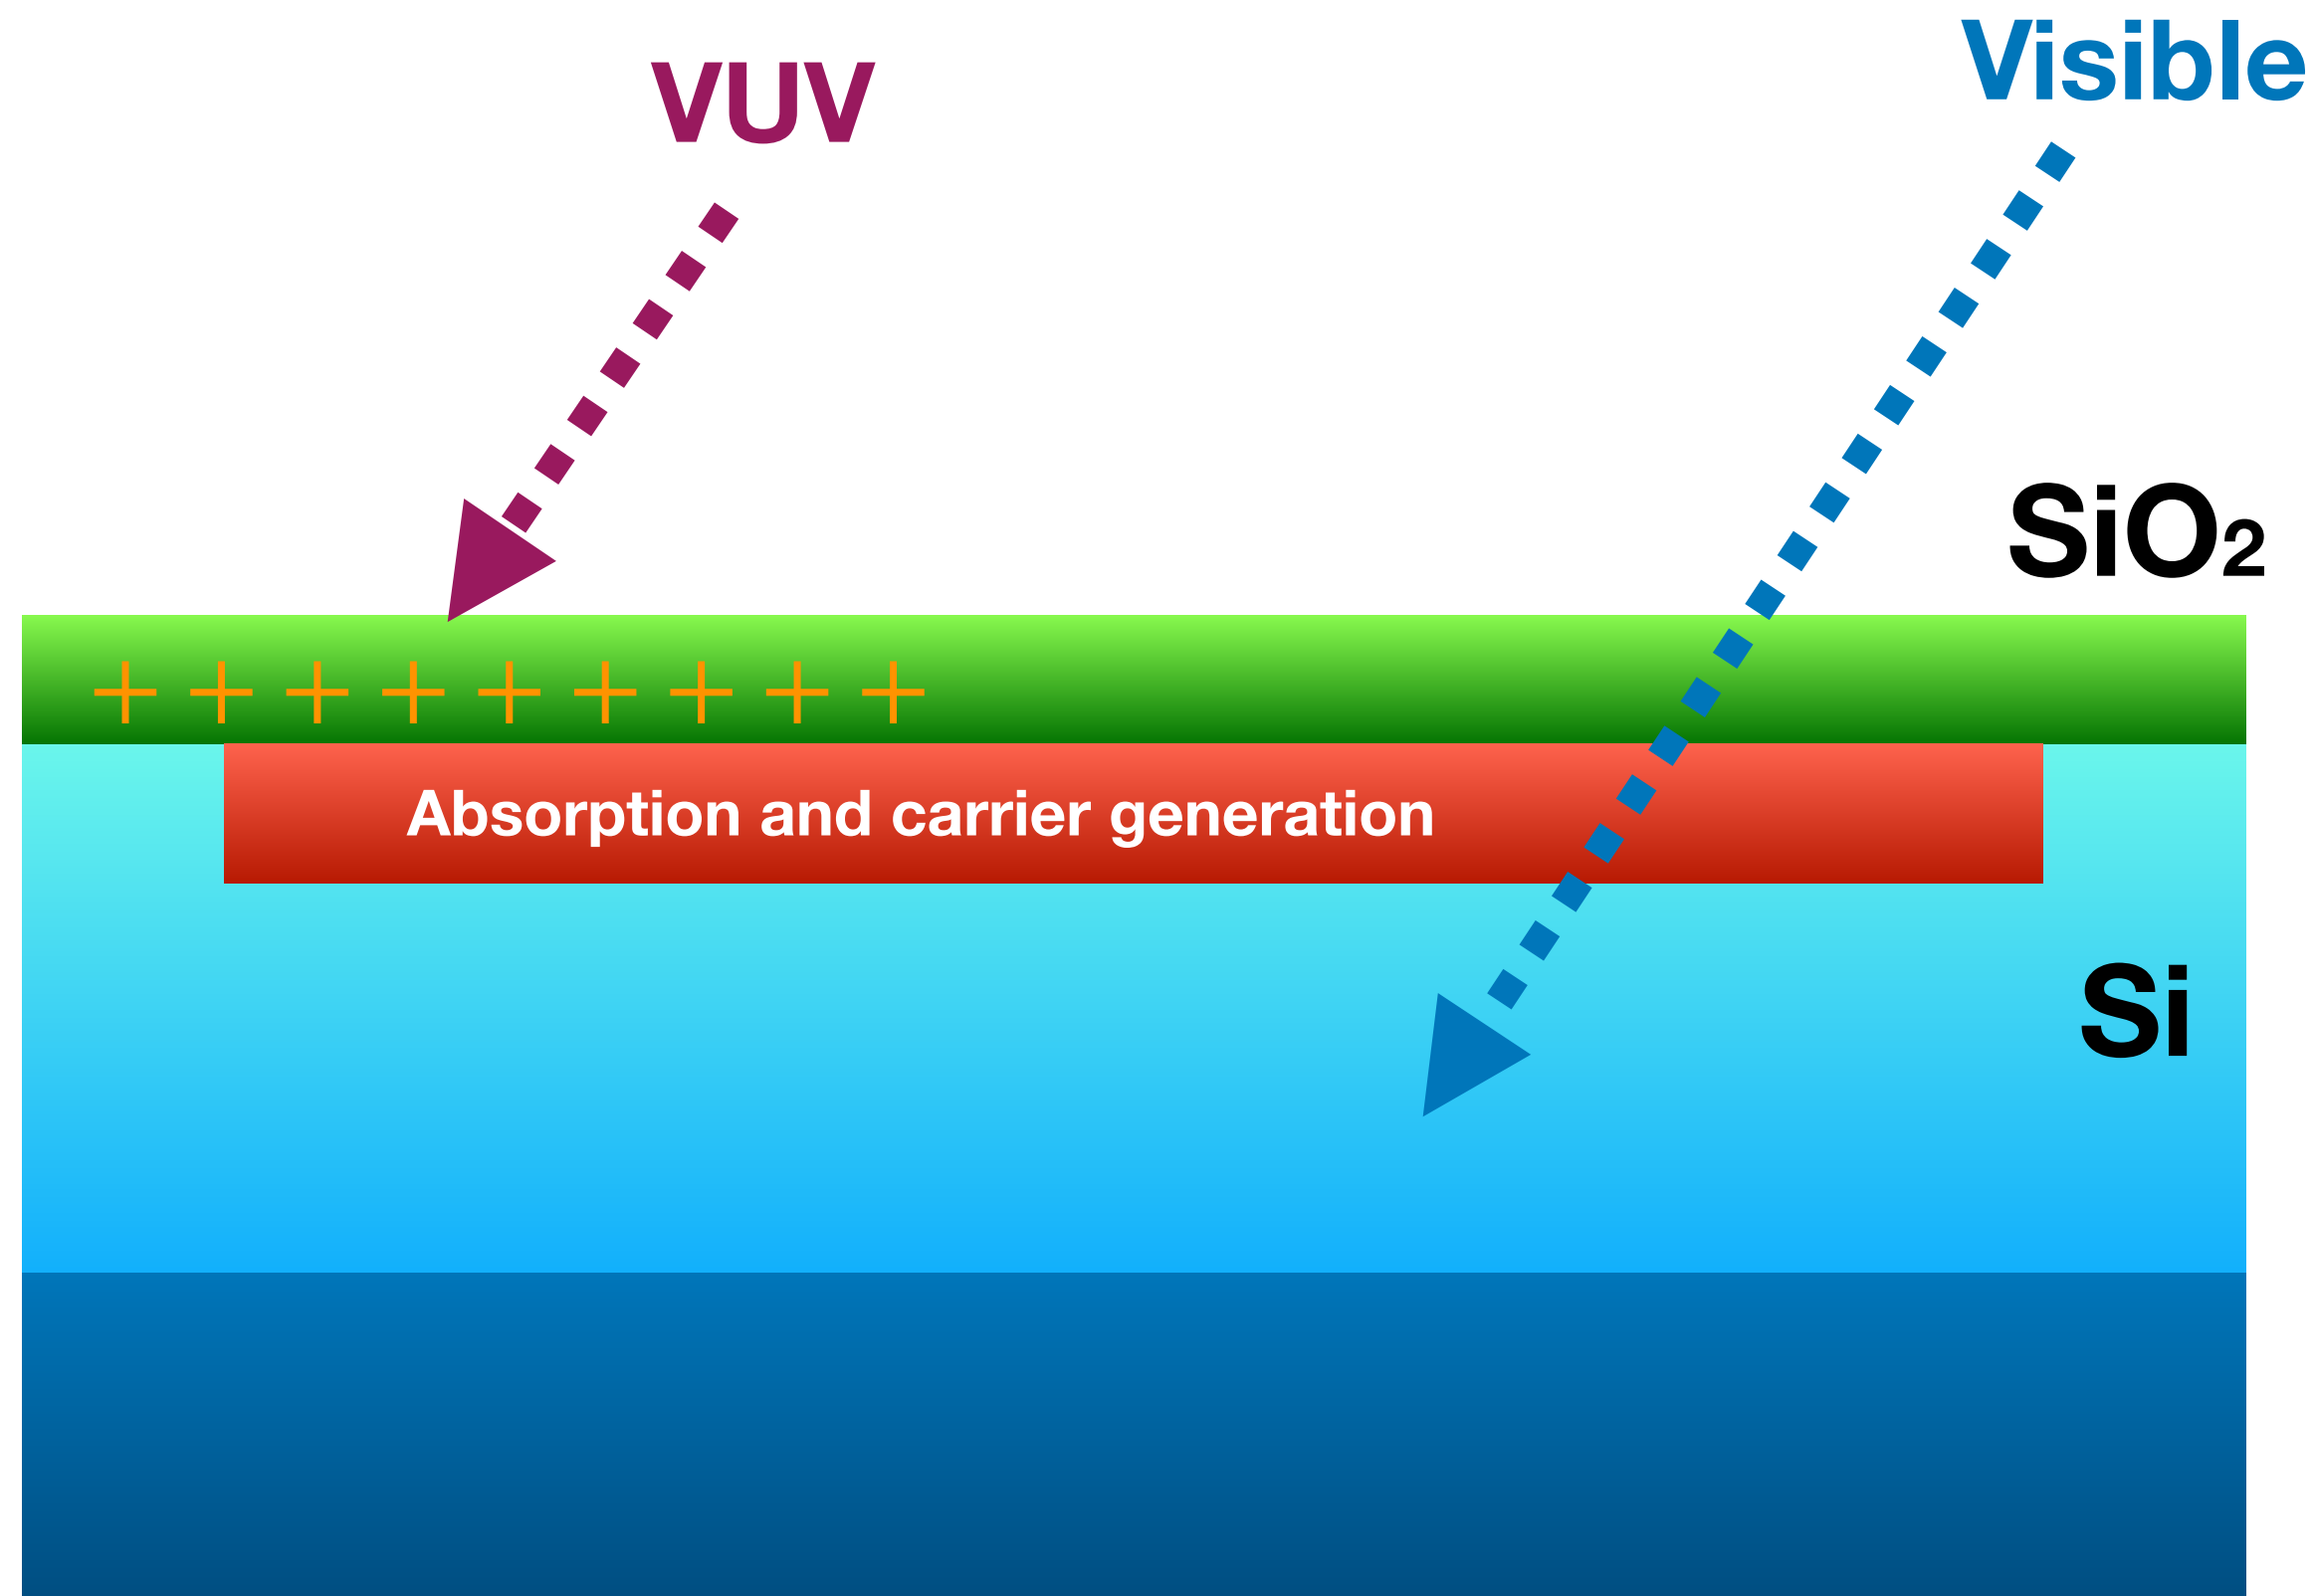 VUV
Visible
SiO₂
+ + + + + + + + +
Absorption and carrier generation
Si